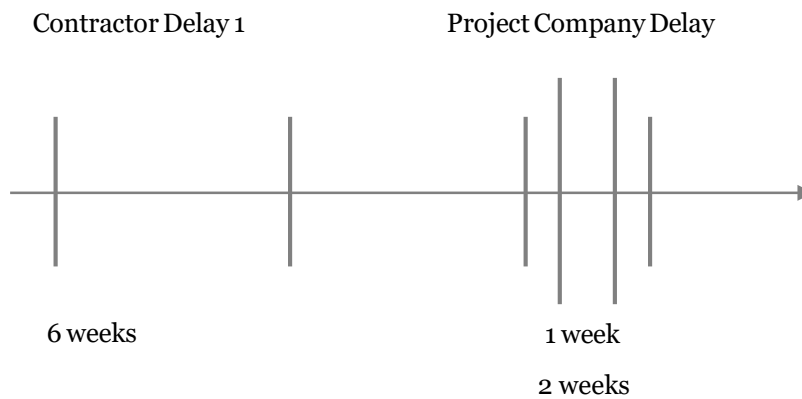 Contractor Delay 1
Project Company Delay
6 weeks
1 week
2 weeks